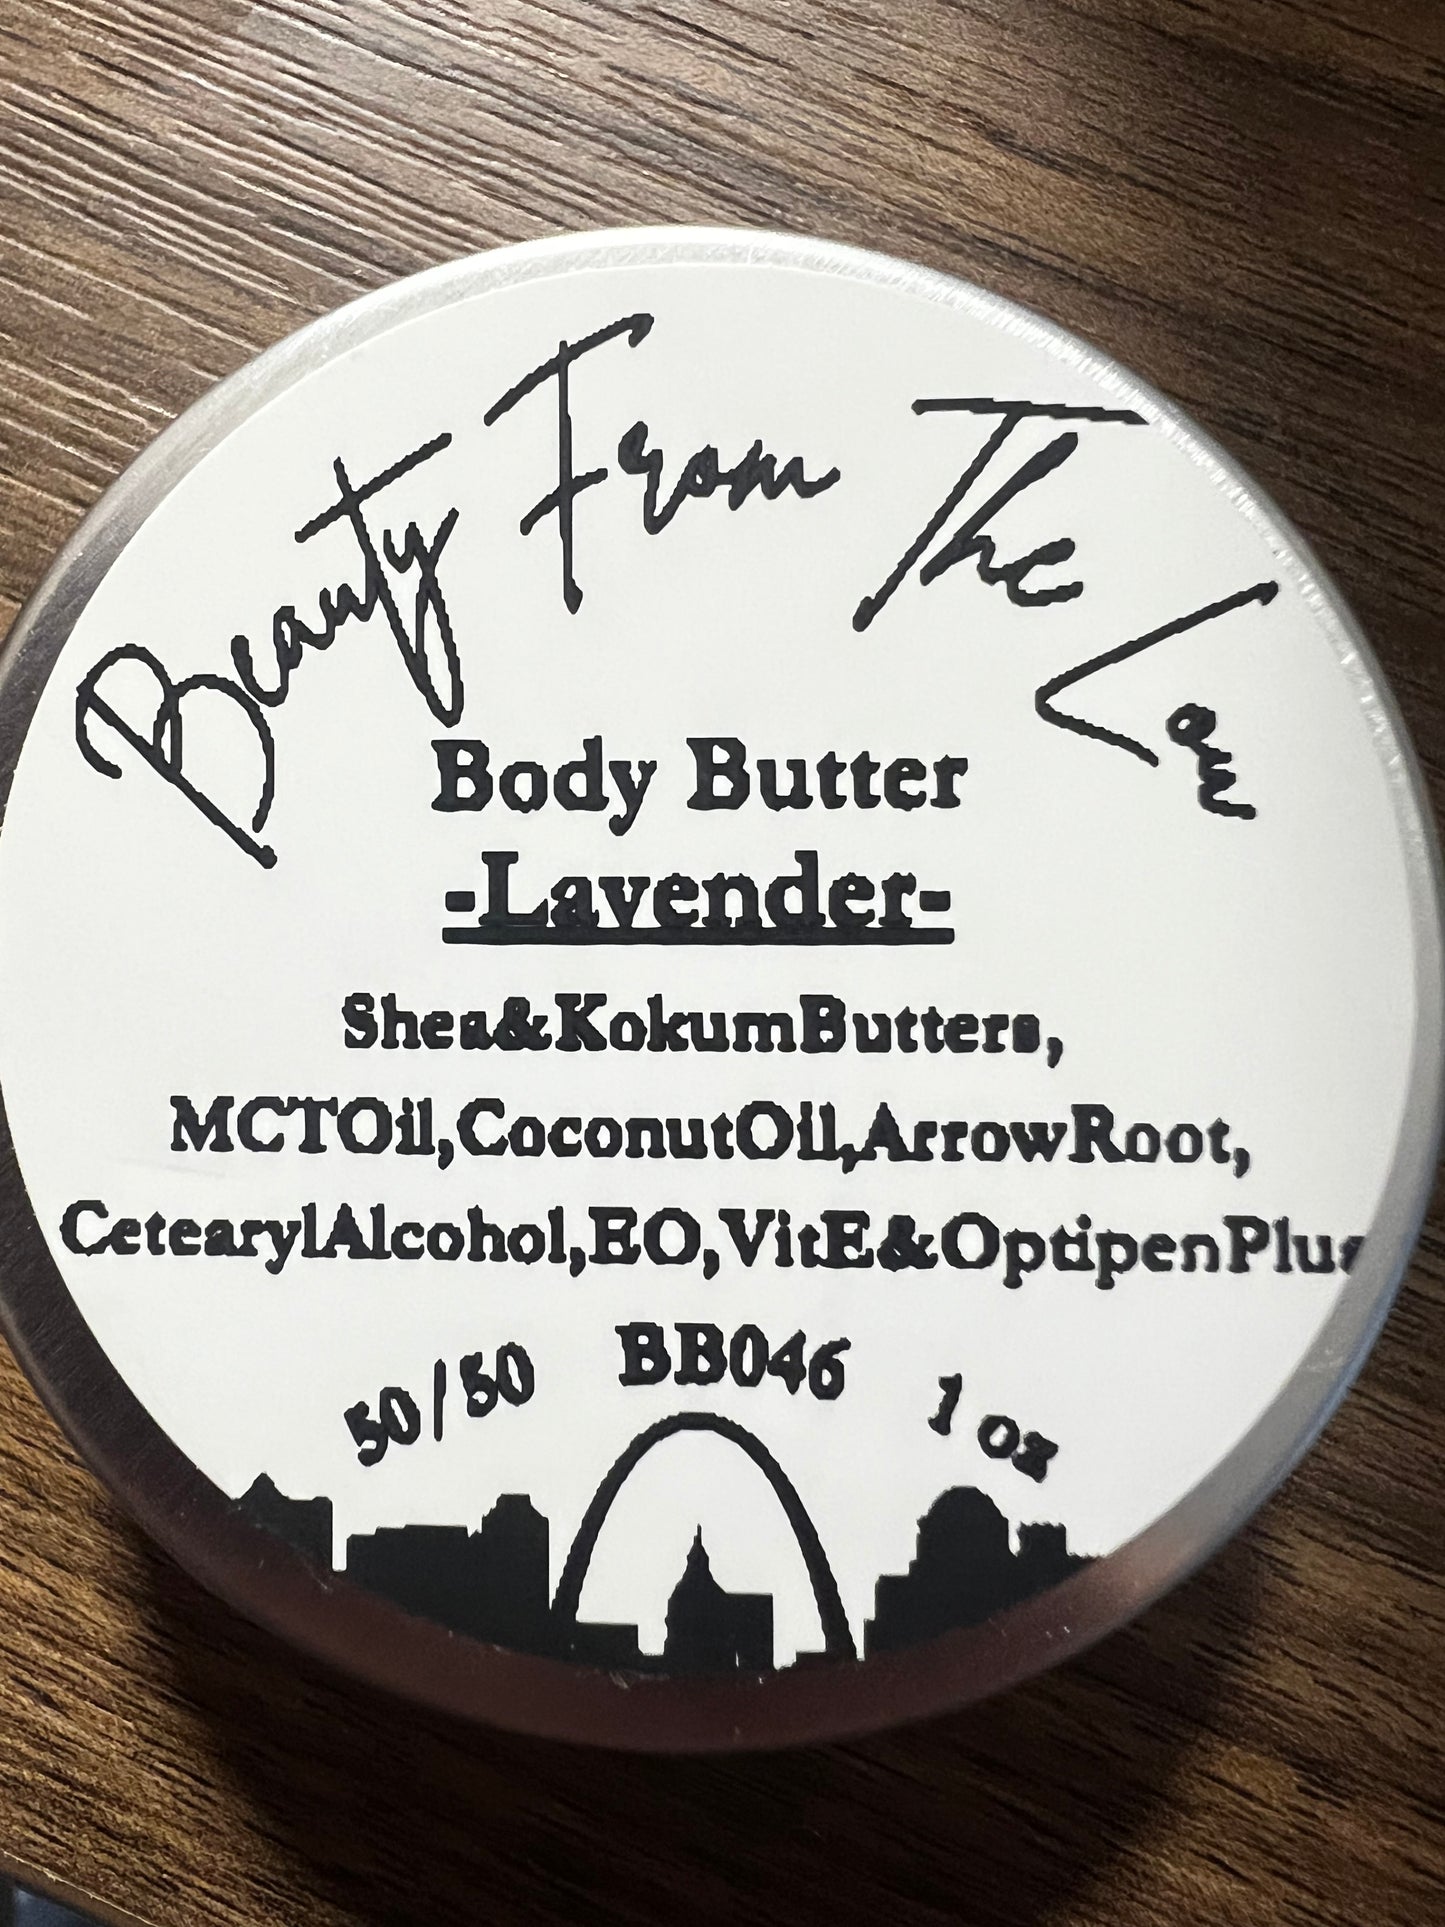 Beauty From The Lou
Body Butter
-Lavender-
Shea&KokumButters,
MCTOil,CoconutOil,ArrowRoot,
CetearylAlcohol,EO,VitE&OptipenPlus
50/50 BB046 1 oz